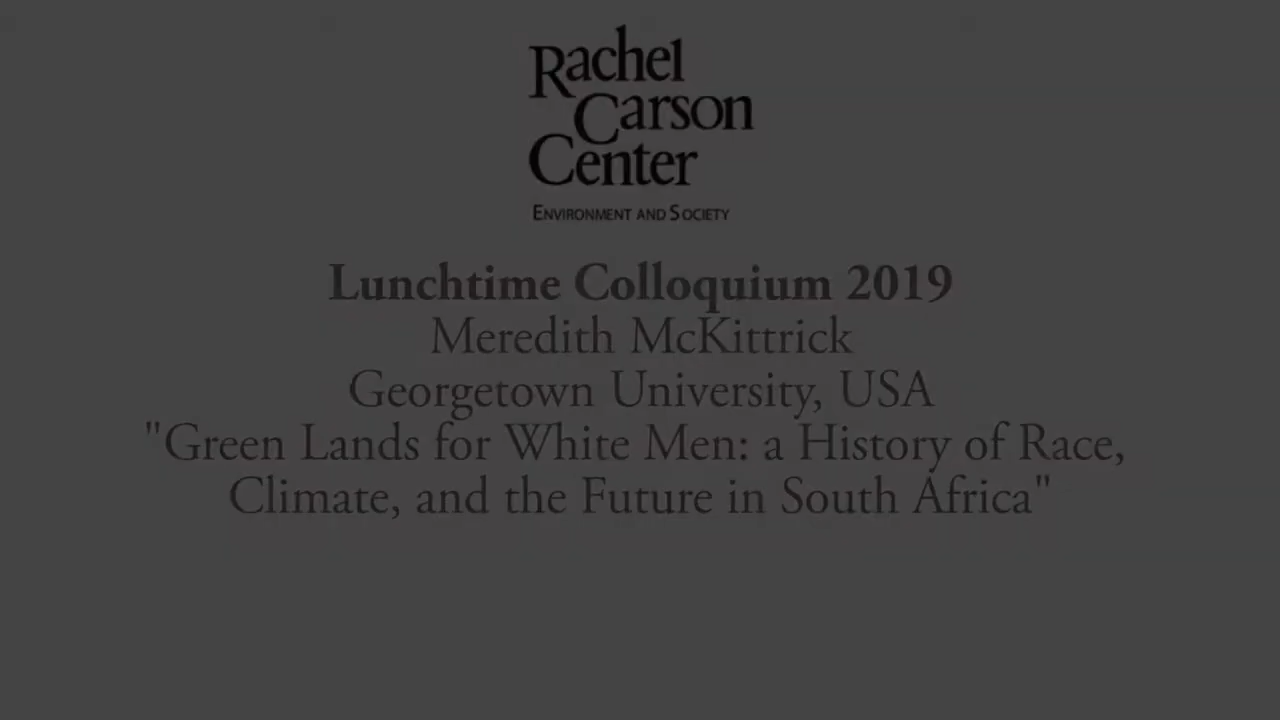 Rachel
Carson
Center
ENVIRONMENT AND SOCIETY
Lunchtime Colloquium 2019
Meredith McKittrick
Georgetown University, USA
"Green Lands for White Men: a History of Race,
Climate, and the Future in South Africa"